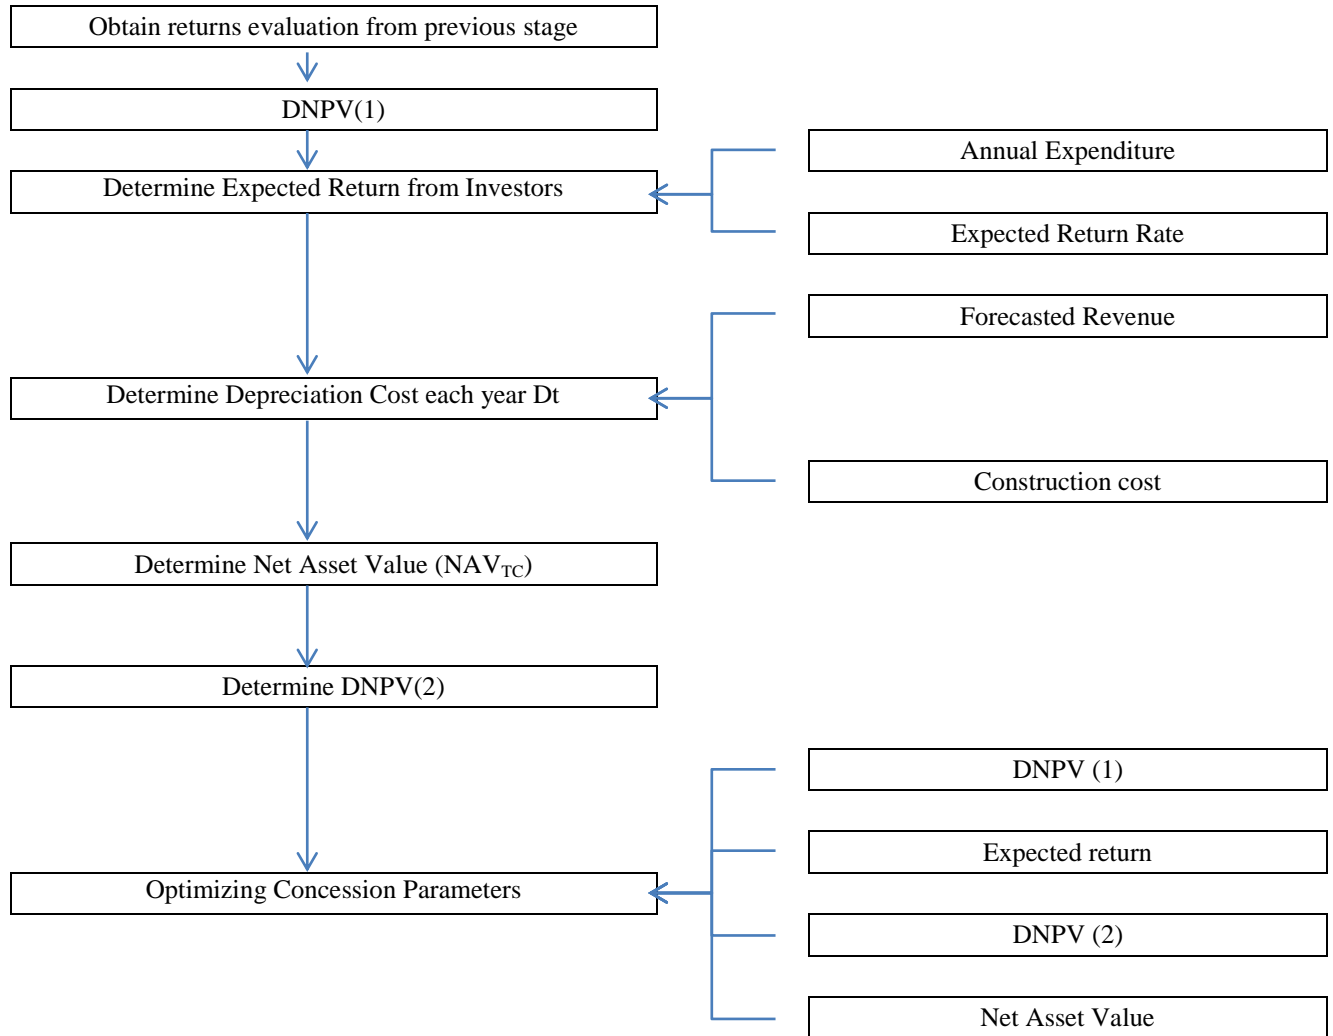 Obtain returns evaluation from previous stage
DNPV(1)
Annual Expenditure
Determine Expected Return from Investors
Expected Return Rate
Forecasted Revenue
Determine Depreciation Cost each year Dt
Construction cost
Determine Net Asset Value (NAVTC)
Determine DNPV(2)
DNPV (1)
Expected return
Optimizing Concession Parameters
DNPV (2)
Net Asset Value